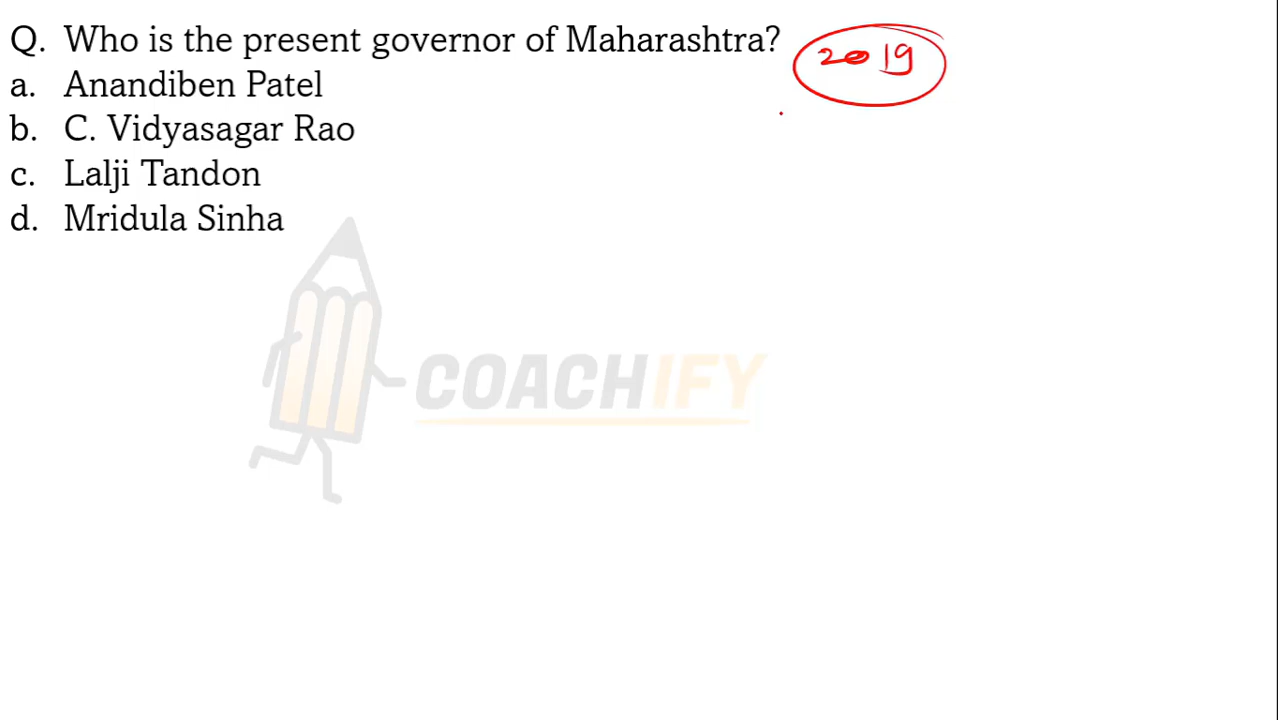 Q. Who is the present governor of Maharashtra? 2019
a. Anandiben Patel
b. C. Vidyasagar Rao
c. Lalji Tandon
d. Mridula Sinha
COACHIFY